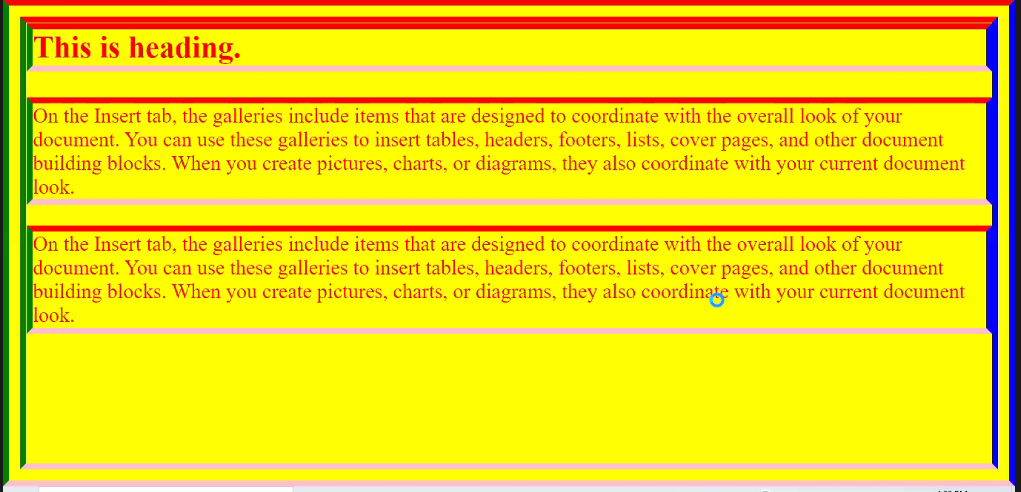 This is heading.
On the Insert tab, the galleries include items that are designed to coordinate with the overall look of your
document. You can use these galleries to insert tables, headers, footers, lists, cover pages, and other document
building blocks. When you create pictures, charts, or diagrams, they also coordinate with your current document
look.
On the Insert tab, the galleries include items that are designed to coordinate with the overall look of your
document. You can use these galleries to insert tables, headers, footers, lists, cover pages, and other document
building blocks. When you create pictures, charts, or diagrams, they also coordinate with your current document
look.